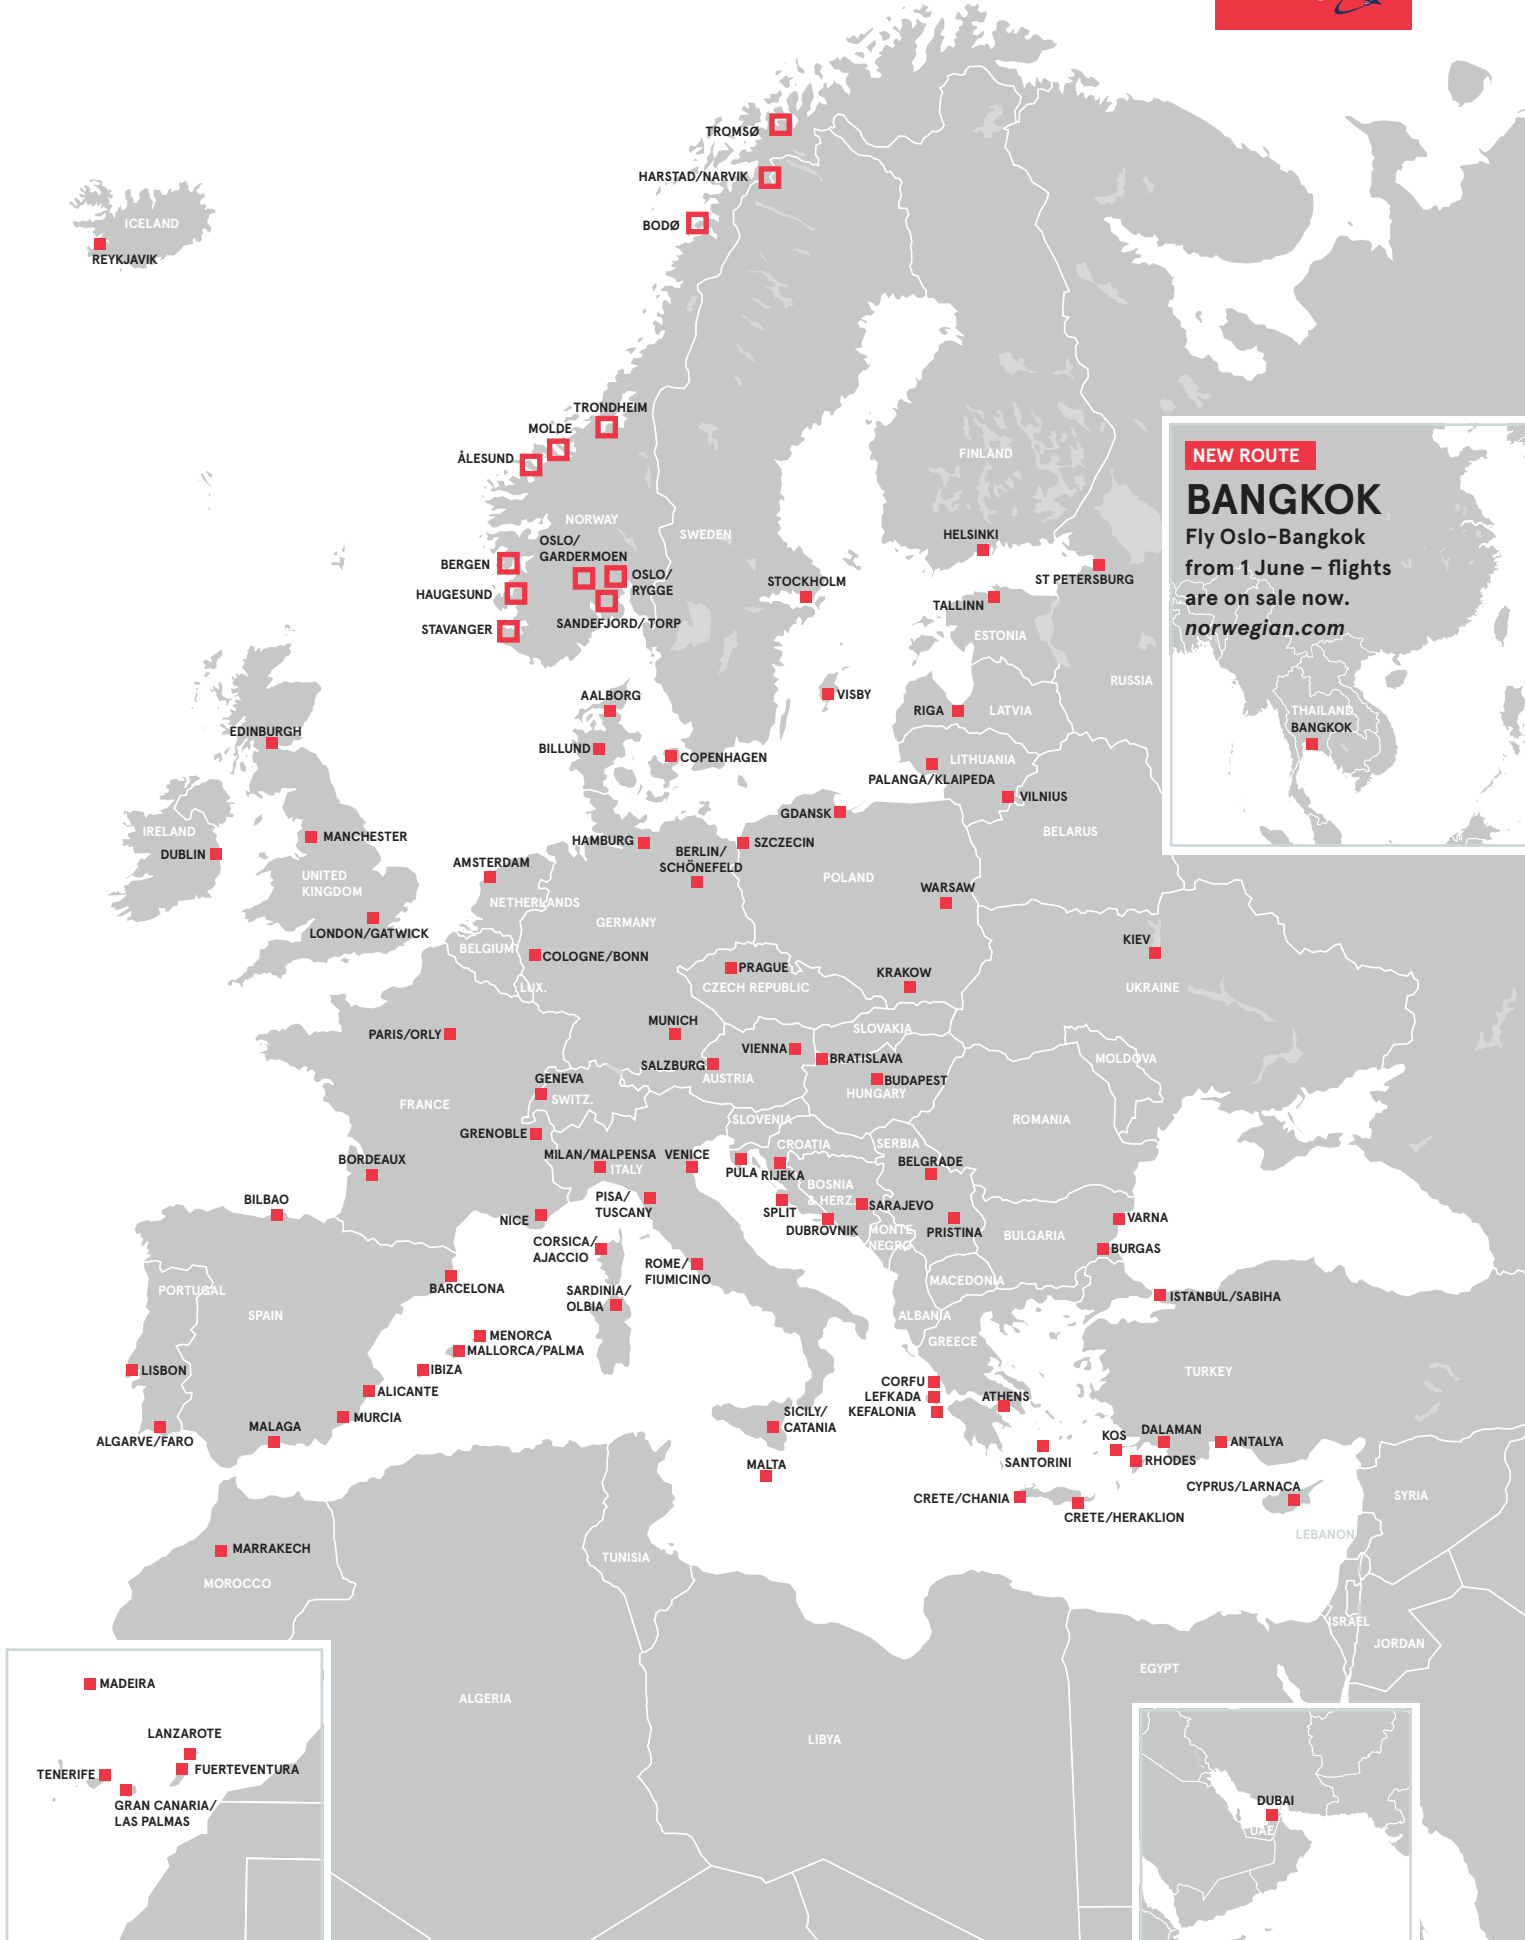 TROMSØ
HARSTAD/NARVIK
BODØ
ICELAND
REYKJAVIK
TRONDHEIM
MOLDE
ÅLESUND
NORWAY
SWEDEN
FINLAND
OSLO/
GARDERMOEN
BERGEN
OSLO/
RYGGE
HAUGESUND
SANDEFJORD/TORP
STAVANGER
HELSINKI
ST PETERSBURG
STOCKHOLM
TALLINN
ESTONIA
RUSSIA
NEW ROUTE
BANGKOK
Fly Oslo-Bangkok
from 1 June – flights
are on sale now.
norwegian.com
THAILAND
BANGKOK
AALBORG
VISBY
RIGA
LATVIA
EDINBURGH
BILLUND
COPENHAGEN
LITHUANIA
PALANGA/KLAIPEDA
VILNIUS
GDANSK
IRELAND
MANCHESTER
HAMBURG
SZCZECIN
BELARUS
DUBLIN
AMSTERDAM
BERLIN/
SCHÖNEFELD
UNITED
KINGDOM
POLAND
WARSAW
NETHERLANDS
GERMANY
LONDON/GATWICK
BELGIUM
COLOGNE/BONN
KIEV
PRAGUE
KRAKOW
LUX.
CZECH REPUBLIC
UKRAINE
PARIS/ORLY
MUNICH
SLOVAKIA
VIENNA
BRATISLAVA
MOLDOVA
SALZBURG
AUSTRIA
GENEVA
BUDAPEST
SWITZ.
HUNGARY
FRANCE
SLOVENIA
ROMANIA
GRENOBLE
CROATIA
SERBIA
BORDEAUX
MILAN/MALPENSA
VENICE
ITALY
PULA
RIJEKA
BELGRADE
BOSNIA
& HERZ.
BILBAO
NICE
PISA/
TUSCANY
SPLIT
SARAJEVO
DUBROVNIK
PRISTINA
VARNA
MONTE
NEGRO
BULGARIA
BURGAS
CORSICA/
AJACCIO
ROME/
FIUMICINO
BARCELONA
SARDINIA/
OLBIA
MACEDONIA
ISTANBUL/SABIHA
PORTUGAL
SPAIN
ALBANIA
GREECE
MENORCA
MALLORCA/PALMA
IBIZA
LISBON
ALICANTE
MURCIA
TURKEY
CORFU
LEFKADA
KEFALONIA
ATHENS
SICILY/
CATANIA
ALGARVE/FARO
MALAGA
KOS
DALAMAN
ANTALYA
MALTA
SANTORINI
RHODES
CRETE/CHANIA
CYPRUS/LARNACA
SYRIA
CRETE/HERAKLION
LEBANON
MARRAKECH
MOROCCO
TUNISIA
ISRAEL
JORDAN
EGYPT
ALGERIA
LIBYA
MADEIRA
LANZAROTE
TENERIFE
FUERTEVENTURA
GRAN CANARIA/
LAS PALMAS
DUBAI
UAE